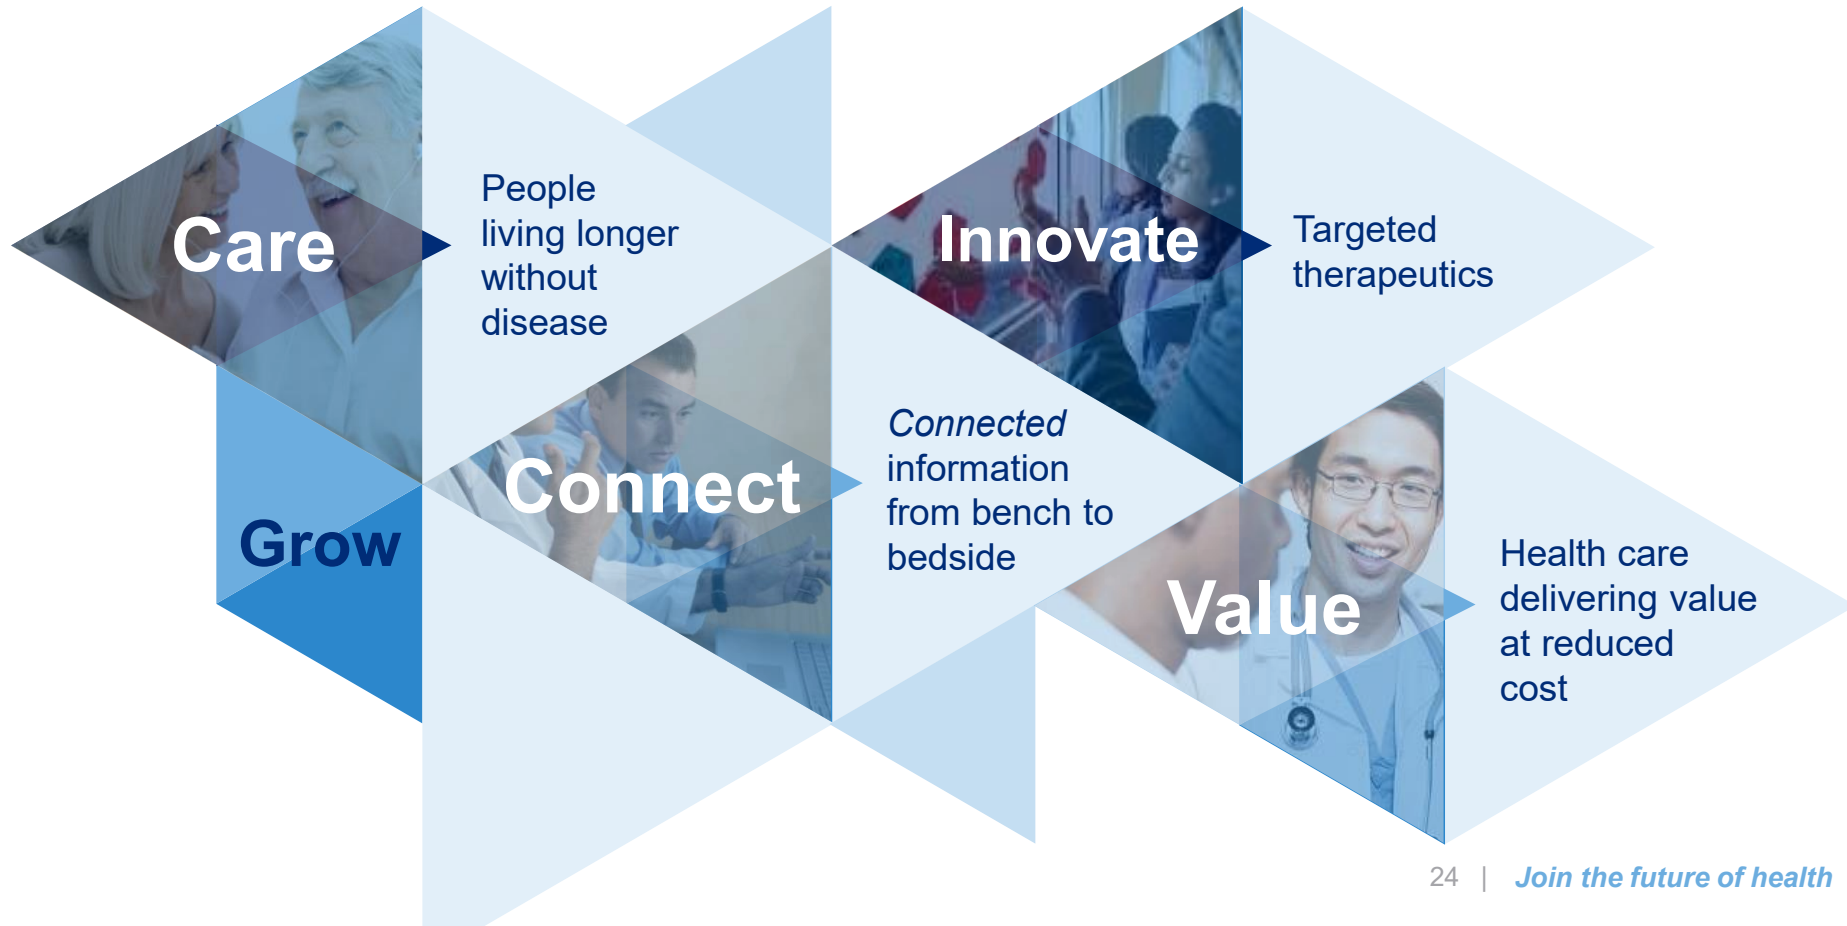 Care
People
living longer
without
disease
Innovate
Targeted
therapeutics
Grow
Connect
Connected
information
from bench to
bedside
Value
Health care
delivering value
at reduced
cost
24 | Join the future of health